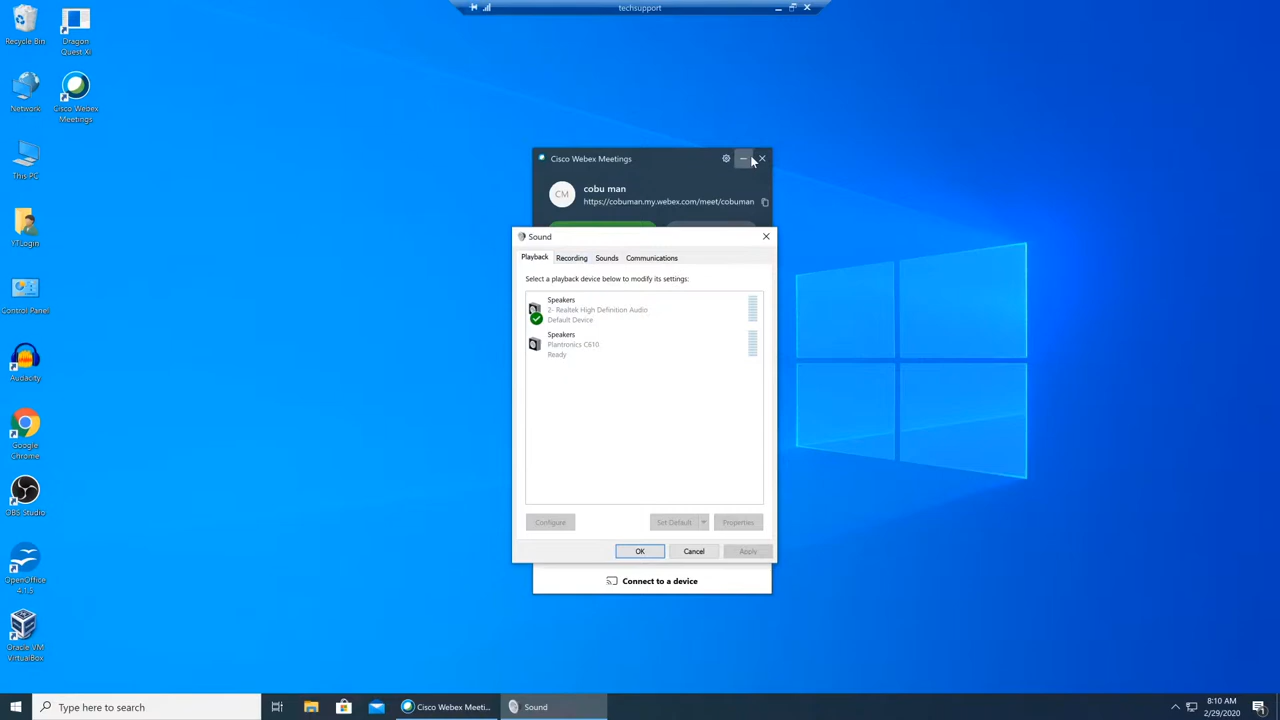 techsupport
Recycle Bin
Dragon
Quest XI
Network
Cisco Webex
Meetings
This PC
YTLogin
Control Panel
Audacity
Google
Chrome
OBS Studio
OpenOffice
4.1.5
Oracle VM
VirtualBox
Cisco Webex Meetings
CM
cobu man
https://cobuman.my.webex.com/meet/cobuman
Sound
Playback
Recording
Sounds
Communications
Select a playback device below to modify its settings:
Speakers
2- Realtek High Definition Audio
Default Device
Speakers
Plantronics C610
Ready
Configure
Set Default
Properties
OK
Cancel
Apply
Connect to a device
Type here to search
Cisco Webex Meeti...
Sound
8:10 AM
2/29/2020